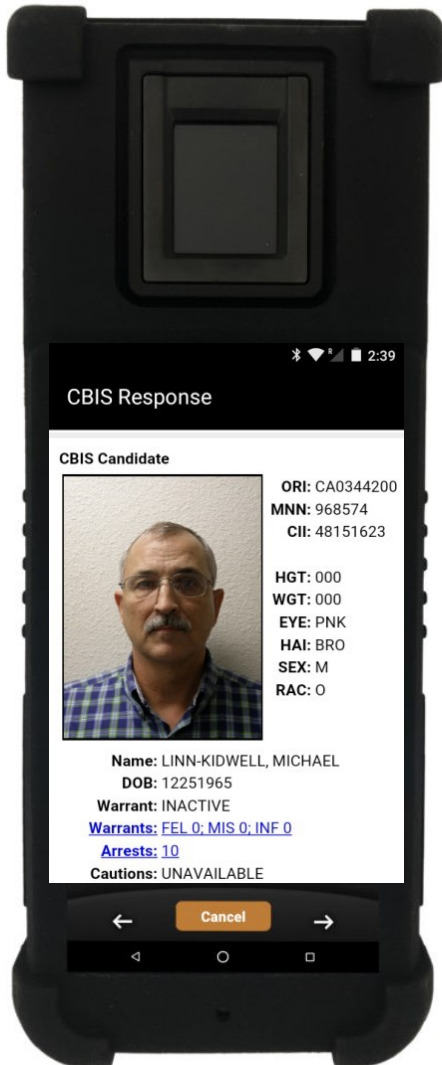 R 2:39
CBIS Response
CBIS Candidate
ORI: CA0344200
MNN: 968574
CII: 48151623
HGT: 000
WGT: 000
EYE: PNK
HAI: BRO
SEX: M
RAC: O
Name: LINN-KIDWELL, MICHAEL
DOB: 12251965
Warrant: INACTIVE
Warrants: FEL 0; MIS 0; INF 0
Arrests: 10
Cautions: UNAVAILABLE
Cancel